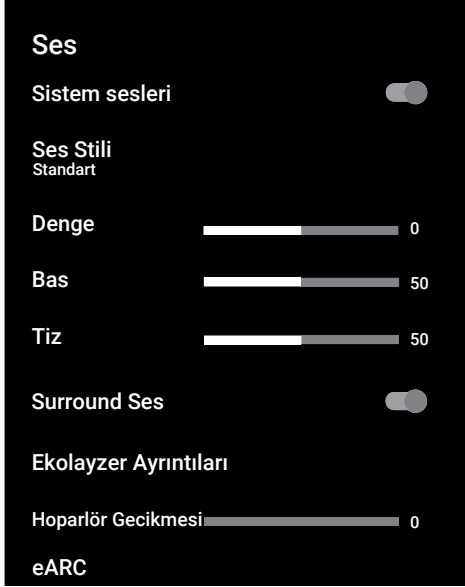 Ses
Sistem sesleri
Ses Stili
Standart
Denge 0
Bas 50
Tiz 50
Surround Ses
Ekolayzer Ayrıntıları
Hoparlör Gecikmesi 0
eARC